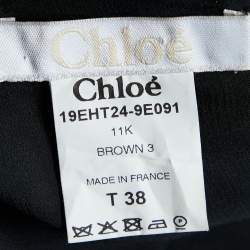 Chloé
Chloé
19EHT24-9E091
11K
BROWN 3
MADE IN FRANCE
T 38